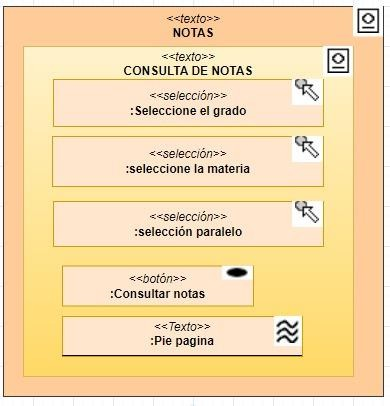 <<texto>>
NOTAS
<<texto>>
CONSULTA DE NOTAS
<<selección>>
:Seleccione el grado
<<selección>>
:seleccione la materia
<<selección>>
:selección paralelo
<<botón>>
:Consultar notas
<<Texto>>
:Pie pagina